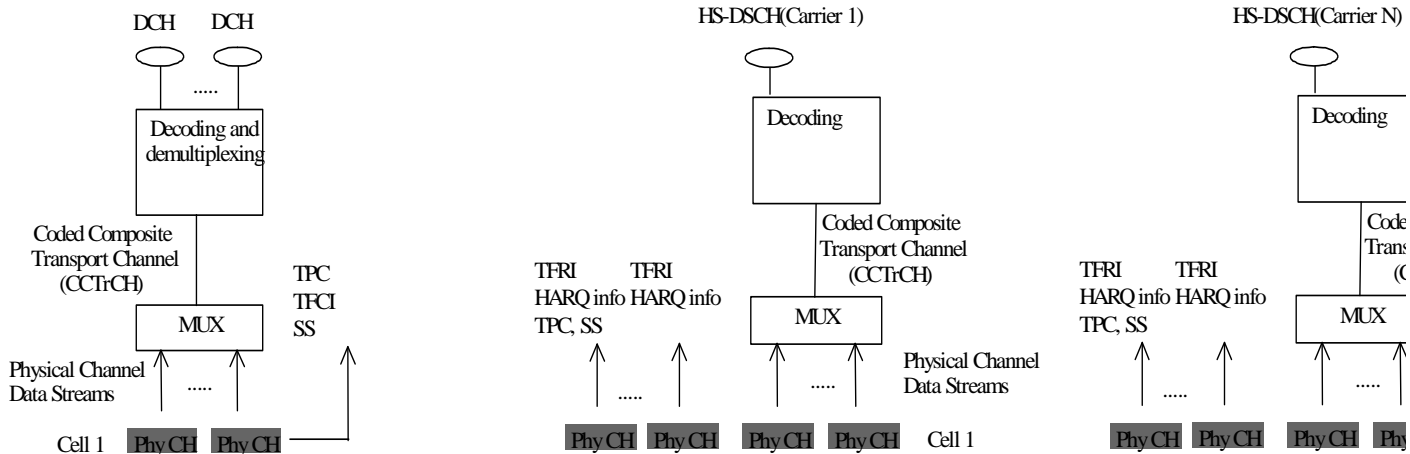 DCH DCH
.....
Decoding and
demultiplexing
Coded Composite
Transport Channel
(CCTrCH)
TPC
TFCI
SS
MUX
Physical Channel
Data Streams
.....
Cell 1 Phy CH Phy CH
HS-DSCH(Carrier 1)
Decoding
Coded Composite
Transport Channel
(CCTrCH)
TFRI TFRI
HARQ info HARQ info
TPC, SS
MUX
Physical Channel
Data Streams
..... .....
Phy CH Phy CH Phy CH Phy CH Cell 1
HS-DSCH(Carrier N)
Decoding
Code
Trans
(C
TFRI TFRI
HARQ info HARQ info
TPC, SS
MUX
..... .....
Phy CH Phy CH Phy CH Phy